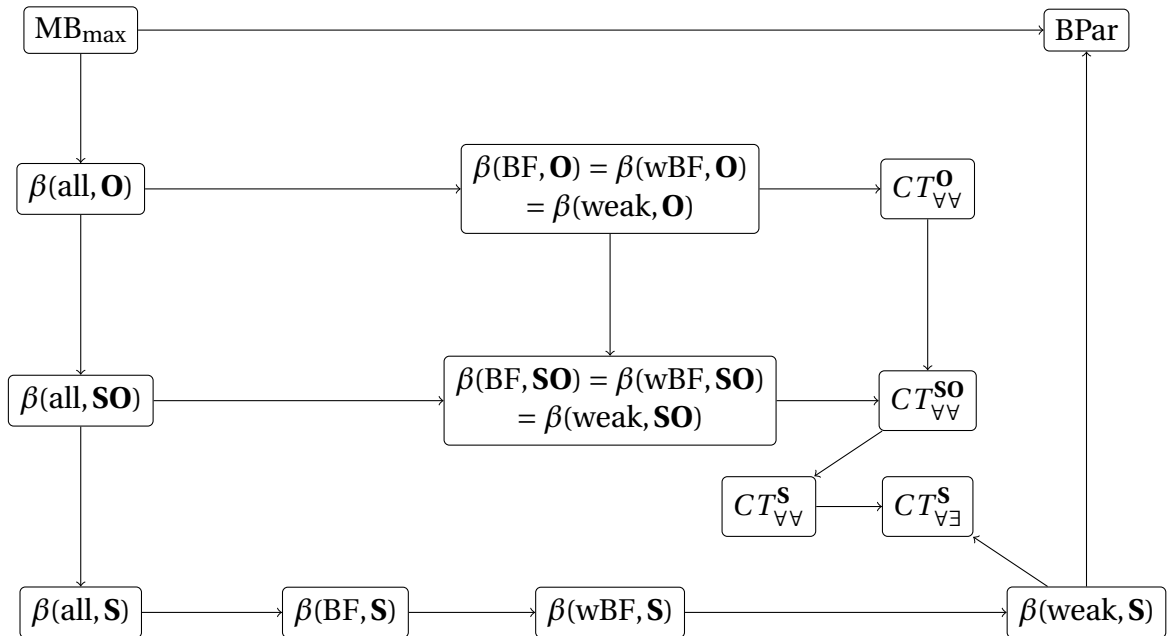 MB_max
BPar
β(all, O)
β(BF, O) = β(wBF, O)
= β(weak, O)
CT^O_∀∀
β(all, SO)
β(BF, SO) = β(wBF, SO)
= β(weak, SO)
CT^SO_∀∀
CT^S_∀∀
CT^S_∀∃
β(all, S)
β(BF, S)
β(wBF, S)
β(weak, S)